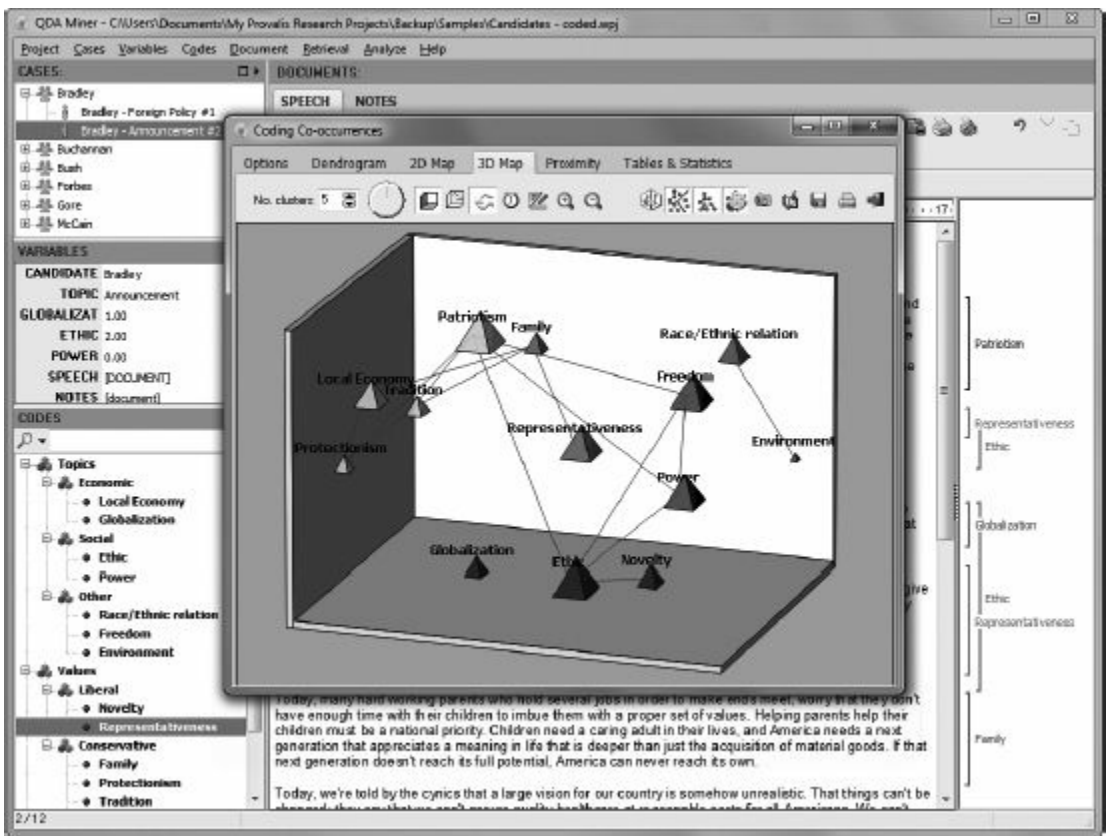 QDA Miner - C:\Users\Documents\My Provalis Research Projects\Backup\Samples\Candidates - coded.wpj
Project Cases Variables Codes Document Retrieval Analyze Help
CASES:
Bradley
Bradley - Foreign Policy #1
Bradley - Announcement #2
Buchannan
Bush
Forbes
Gore
McCain
VARIABLES
CANDIDATE Bradley
TOPIC Announcement
GLOBALIZAT 1.00
ETHIC 2.00
POWER 0.00
SPEECH [DOCUMENT]
NOTES [document]
CODES
Topics
Economic
Local Economy
Globalization
Social
Ethic
Power
Other
Race/Ethnic relation
Freedom
Environment
Values
Liberal
Novelty
Representativeness
Conservative
Family
Protectionism
Tradition
2/12
DOCUMENTS:
SPEECH NOTES
Coding Co-occurrences
Options Dendrogram 2D Map 3D Map Proximity Tables & Statistics
No. clusters: 5
Patriotism
Family
Race/Ethnic relation
Local Economy
Tradition
Freedom
Representativeness
Environment
Protectionism
Power
Globalization
Ethic
Novelty
17
nd
e
at
give
Today, many hard working parents who hold several jobs in order to make ends meet, worry that they don't
have enough time with their children to imbue them with a proper set of values. Helping parents help their
children must be a national priority. Children need a caring adult in their lives, and America needs a next
generation that appreciates a meaning in life that is deeper than just the acquisition of material goods. If that
next generation doesn't reach its full potential, America can never reach its own.
Today, we're told by the cynics that a large vision for our country is somehow unrealistic. That things can't be
Patriotism
Representativeness
Ethic
Globalization
Ethic
Representativeness
Family